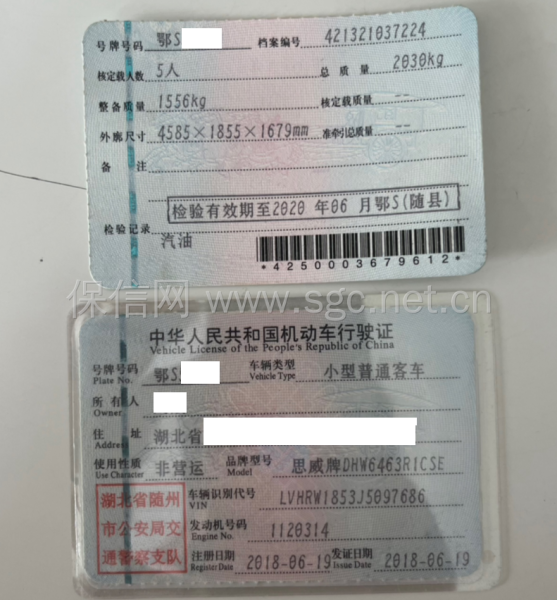 号牌号码 鄂S 档案编号 421321037224
核定载人数 5人 总质量 2030kg
整备质量 1556kg 核定载质量 --
外廓尺寸 4585×1855×1679mm 准牵引总质量 --
备注
检验有效期至2020 年06 月鄂S(随县)
检验记录
汽油
*4250003679612*
保信网 www.sgc.net.cn
中华人民共和国机动车行驶证
Vehicle License of the People's Republic of China
号牌号码 鄂S 车辆类型 小型普通客车
Plate No. Vehicle Type
所有人
Owner
住址 湖北省
Address
使用性质 非营运 品牌型号 思威牌DHW6463R1CSE
Use Character Model
湖北省随州
市公安局交
通警察支队
车辆识别代号 LVHRW1853J5097686
VIN
发动机号码 1120314
Engine No.
注册日期 2018-06-19 发证日期 2018-06-19
Register Date Issue Date